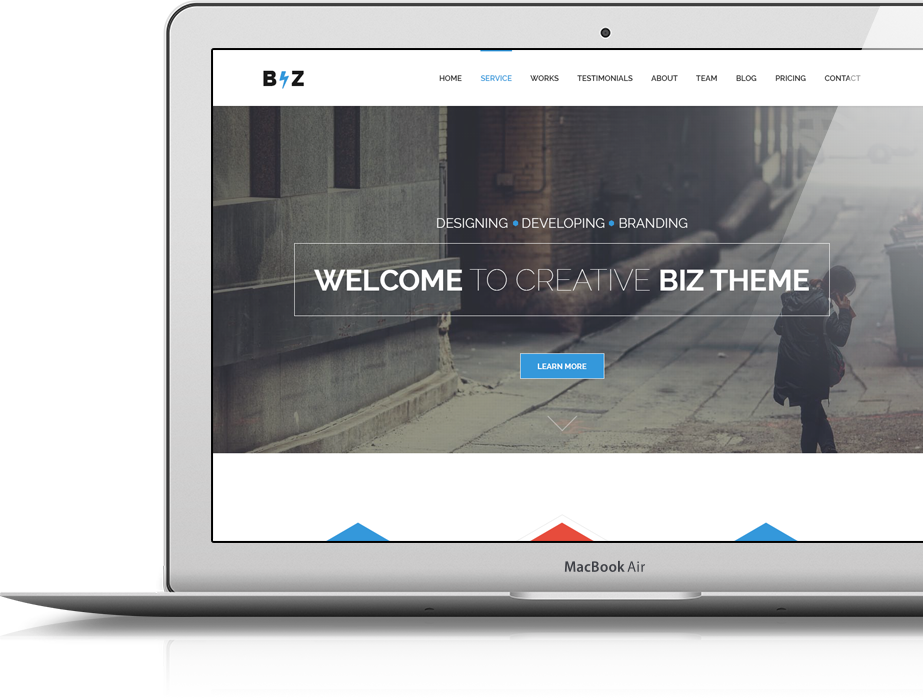 B⚡Z
HOME SERVICE WORKS TESTIMONIALS ABOUT TEAM BLOG PRICING CONTACT
DESIGNING • DEVELOPING • BRANDING
WELCOME TO CREATIVE BIZ THEME
LEARN MORE
MacBook Air